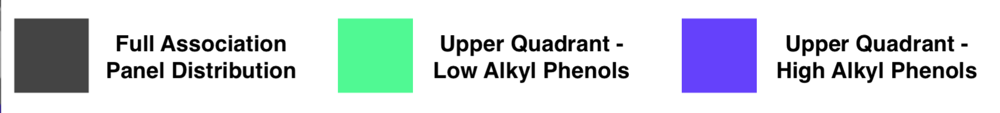 Full Association
Panel Distribution
Upper Quadrant -
Low Alkyl Phenols
Upper Quadrant -
High Alkyl Phenols